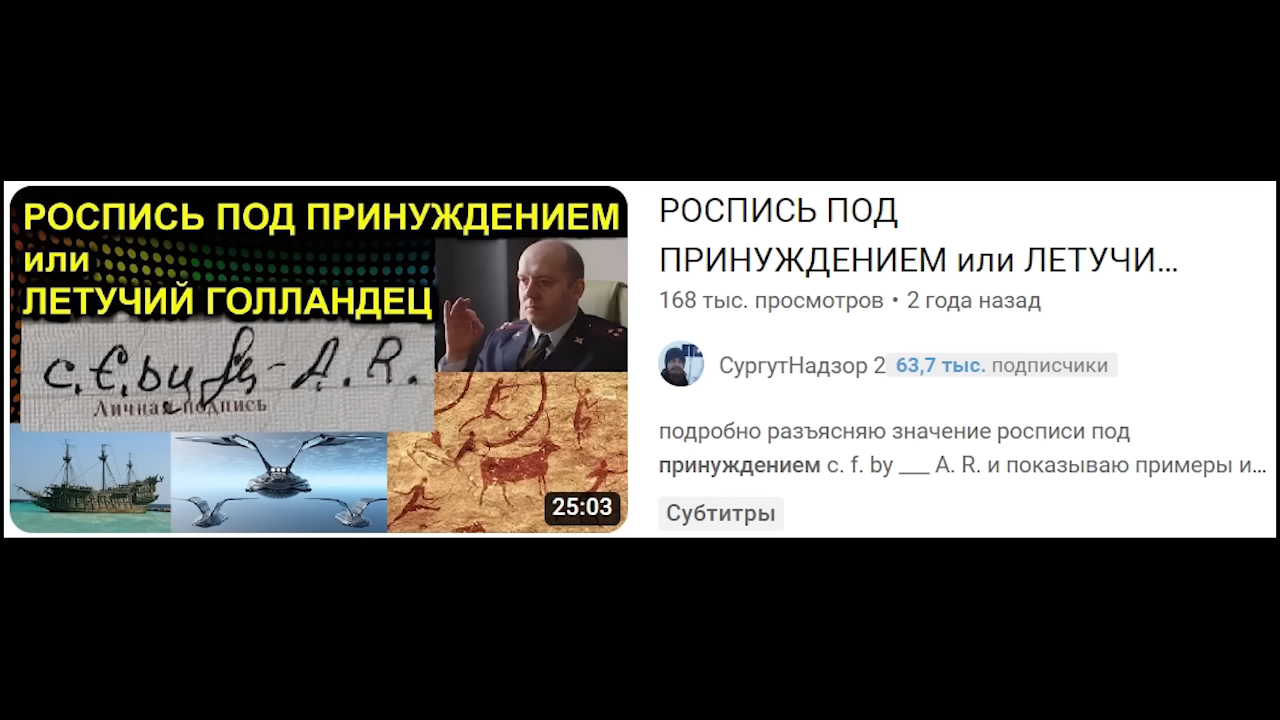 РОСПИСЬ ПОД ПРИНУЖДЕНИЕМ
или
ЛЕТУЧИЙ ГОЛЛАНДЕЦ
Личная подпись
25:03
РОСПИСЬ ПОД
ПРИНУЖДЕНИЕМ или ЛЕТУЧИ...
168 тыс. просмотров • 2 года назад
СургутНадзор 2 63,7 тыс. подписчики
подробно разъясняю значение росписи под
принуждением c. f. by ___ A. R. и показываю примеры и...
Субтитры